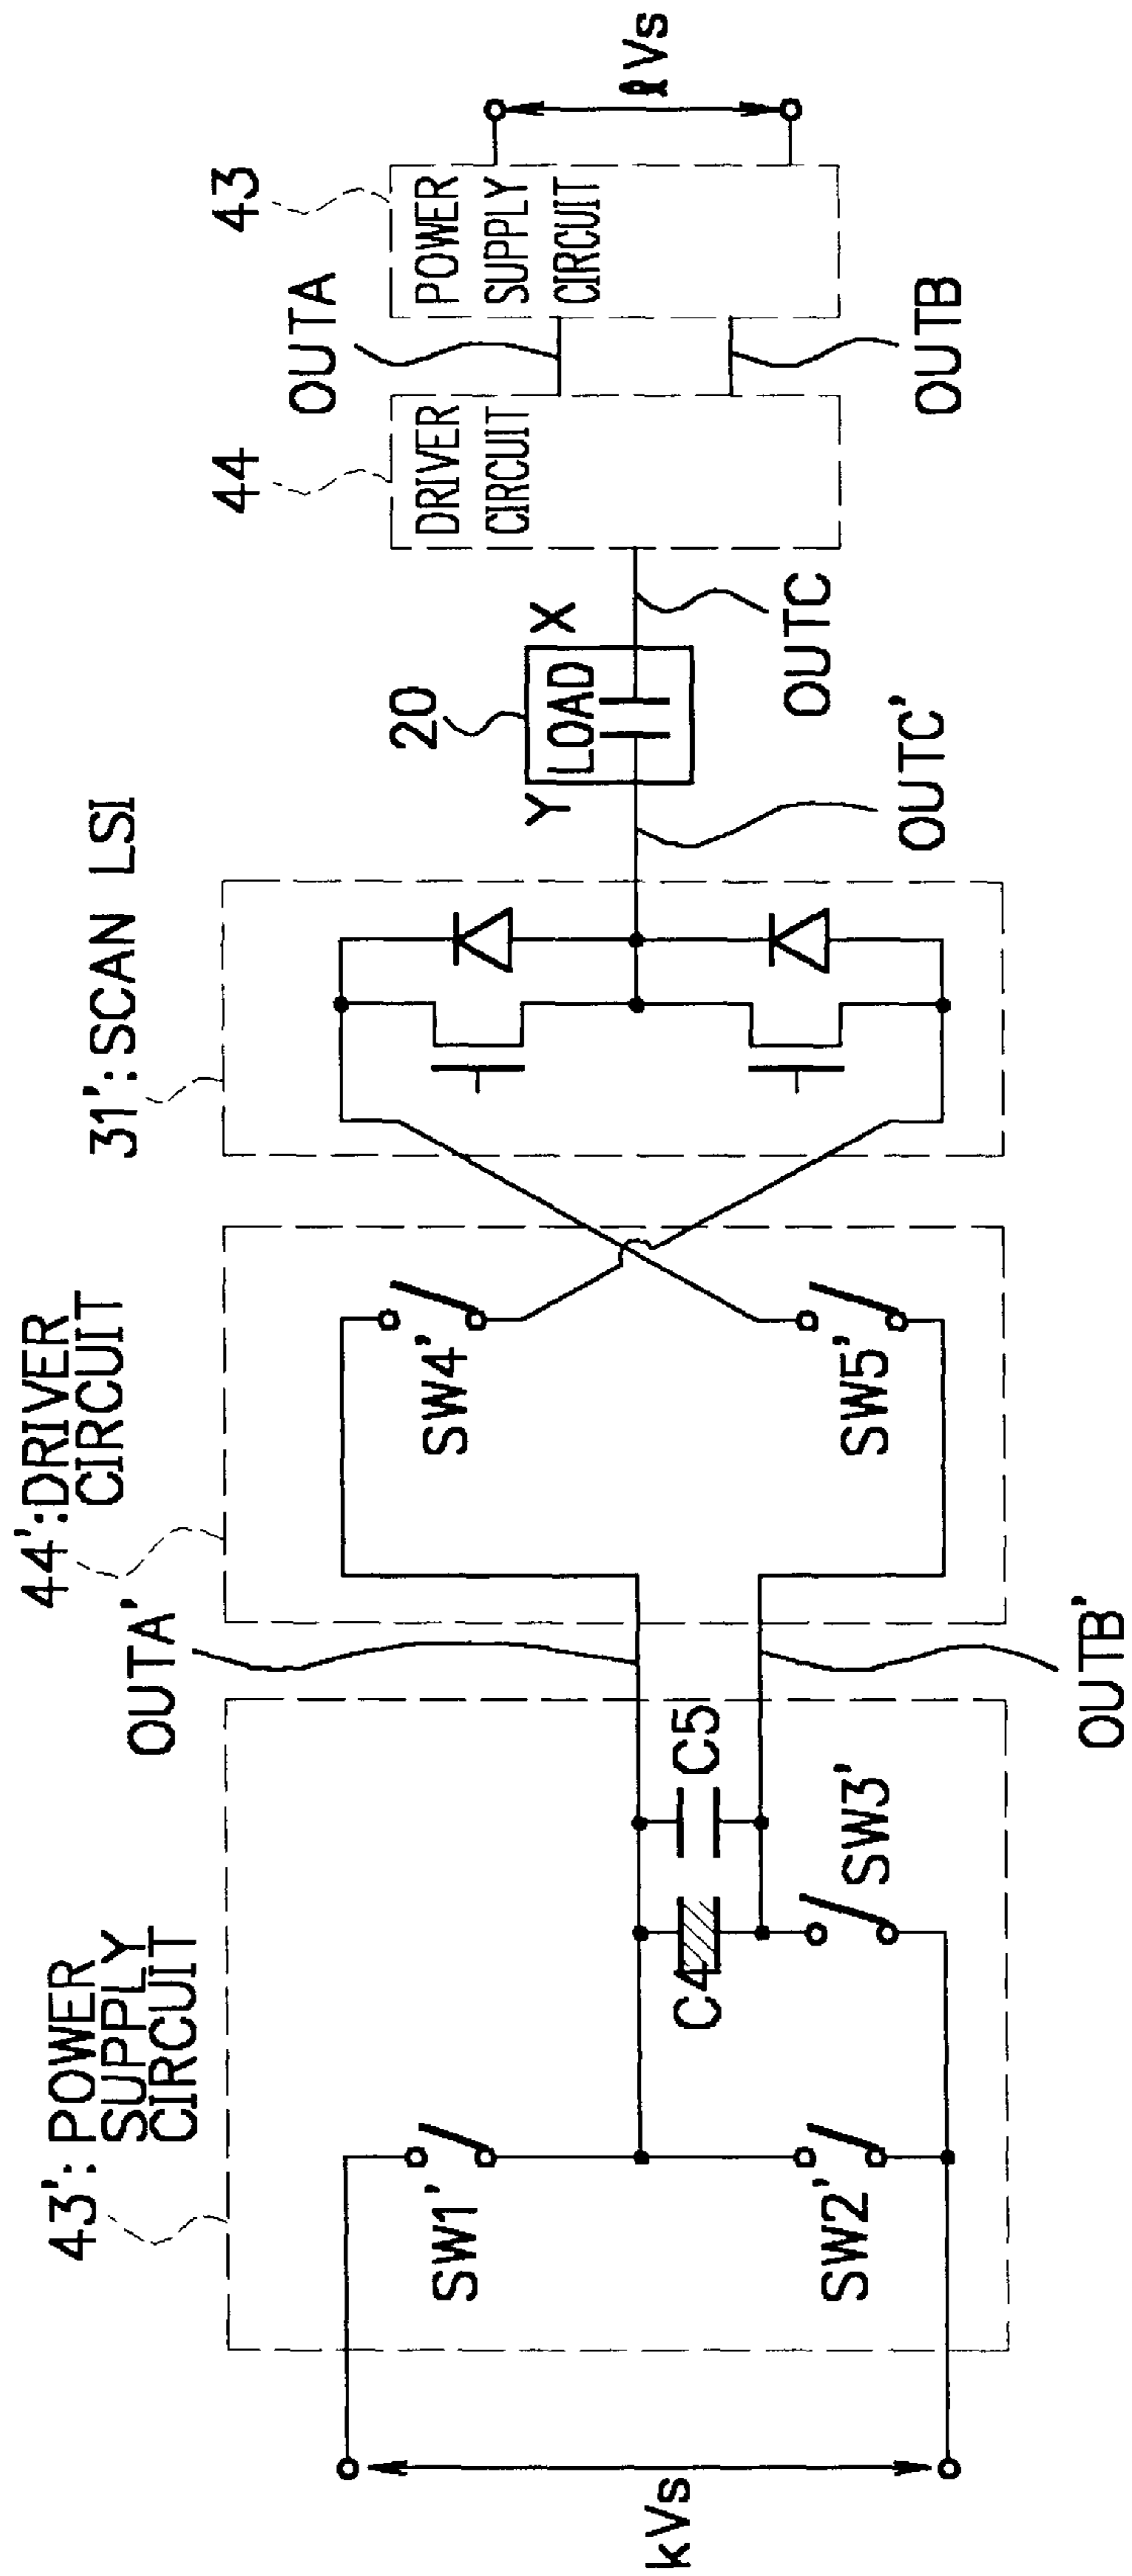 43': POWER
SUPPLY
CIRCUIT
44':DRIVER
CIRCUIT
31':SCAN LSI
20
44
43
OUTA'
OUTB'
kVs
SW1'
SW2'
SW3'
C4
C5
SW4'
SW5'
Y
LOAD
X
OUTC'
OUTC
DRIVER
CIRCUIT
OUTA
OUTB
POWER
SUPPLY
CIRCUIT
ℓVs